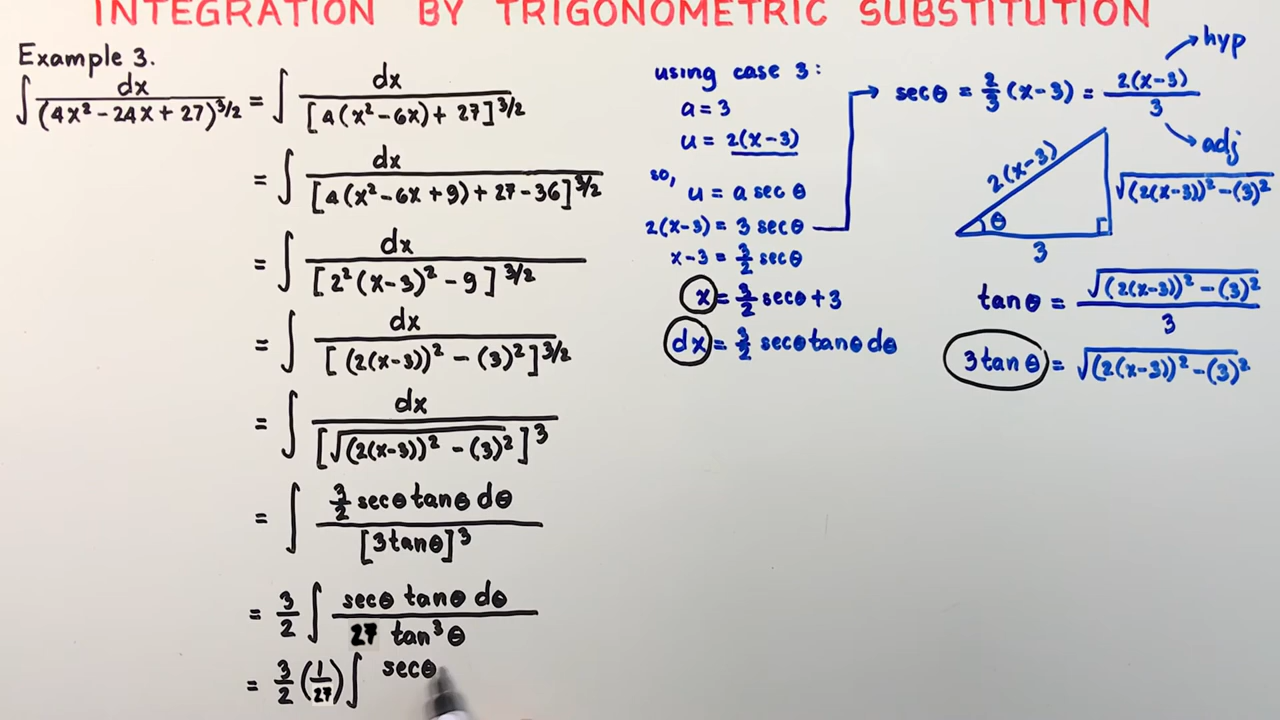 INTEGRATION BY TRIGONOMETRIC SUBSTITUTION
Example 3.
∫ dx/(4x² - 24x + 27)^3/2 = ∫ dx/[4(x² - 6x) + 27]^3/2
= ∫ dx/[4(x² - 6x + 9) + 27 - 36]^3/2
= ∫ dx/[2²(x-3)² - 9]^3/2
= ∫ dx/[(2(x-3))² - (3)²]^3/2
= ∫ dx/[√((2(x-3))² - (3)²)]³
= ∫ 3/2 secθ tanθ dθ/[3tanθ]³
= 3/2 ∫ secθ tanθ dθ/27 tan³θ
= 3/2 (1/27) ∫ secθ
using case 3:
a = 3
u = 2(x-3)
so,
u = a sec θ
2(x-3) = 3 secθ
x-3 = 3/2 secθ
x = 3/2 secθ + 3
dx = 3/2 secθ tanθ dθ
secθ = 2/3 (x-3) = 2(x-3)/3
hyp
adj
2(x-3)
√((2(x-3))² - (3)²)
θ
3
tanθ = √((2(x-3))² - (3)²)/3
3tanθ = √((2(x-3))² - (3)²)